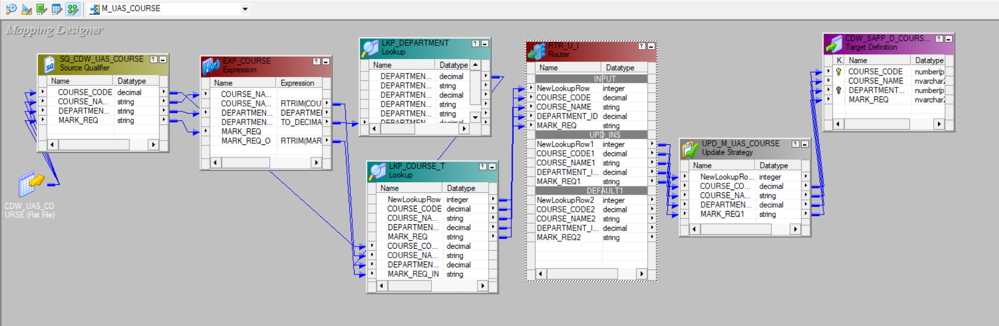 M_UAS_COURSE
Mapping Designer
CDW_UAS_CO
URSE (Flat File)
SQ_CDW_UAS_COURSE
Source Qualifier
Name Datatype
COURSE_CODE decimal
COURSE_NA... string
DEPARTMEN... string
MARK_REQ string
EXP_COURSE
Expression
Name Expression
COURSE_NA...
COURSE_NA... RTRIM(COU
DEPARTMEN... DEPARTME
DEPARTMEN... TO_DECIMA
MARK_REQ
MARK_REQ_O RTRIM(MAR
LKP_DEPARTMENT
Lookup
Name Datatype
DEPARTMEN... decimal
DEPARTMEN... string
DEPARTMEN... decimal
DEPARTMEN... string
DEPARTMEN... string
DEPARTMEN... decimal
LKP_COURSE_T
Lookup
Name Datatype
NewLookupRow integer
COURSE_CODE decimal
COURSE_NA... string
DEPARTMEN... decimal
MARK_REQ string
COURSE_CO... decimal
COURSE_NA... string
DEPARTMEN... decimal
MARK_REQ_IN string
RTR_U_I
Router
Name Datatype
INPUT
NewLookupRow integer
COURSE_CODE decimal
COURSE_NAME string
DEPARTMENT_ID decimal
MARK_REQ string
UPD_INS
NewLookupRow1 integer
COURSE_CODE1 decimal
COURSE_NAME1 string
DEPARTMENT_I... decimal
MARK_REQ1 string
DEFAULT1
NewLookupRow2 integer
COURSE_CODE2 decimal
COURSE_NAME2 string
DEPARTMENT_I... decimal
MARK_REQ2 string
UPD_M_UAS_COURSE
Update Strategy
Name Datatype
NewLookupRo... integer
COURSE_CO... decimal
COURSE_NA... string
DEPARTMEN... decimal
MARK_REQ1 string
CDW_SAPP_D_COURS...
Target Definition
K. Name Datatype
COURSE_CODE number(p
COURSE_NAME nvarchar2
DEPARTMENT... number(p
MARK_REQ nvarchar2